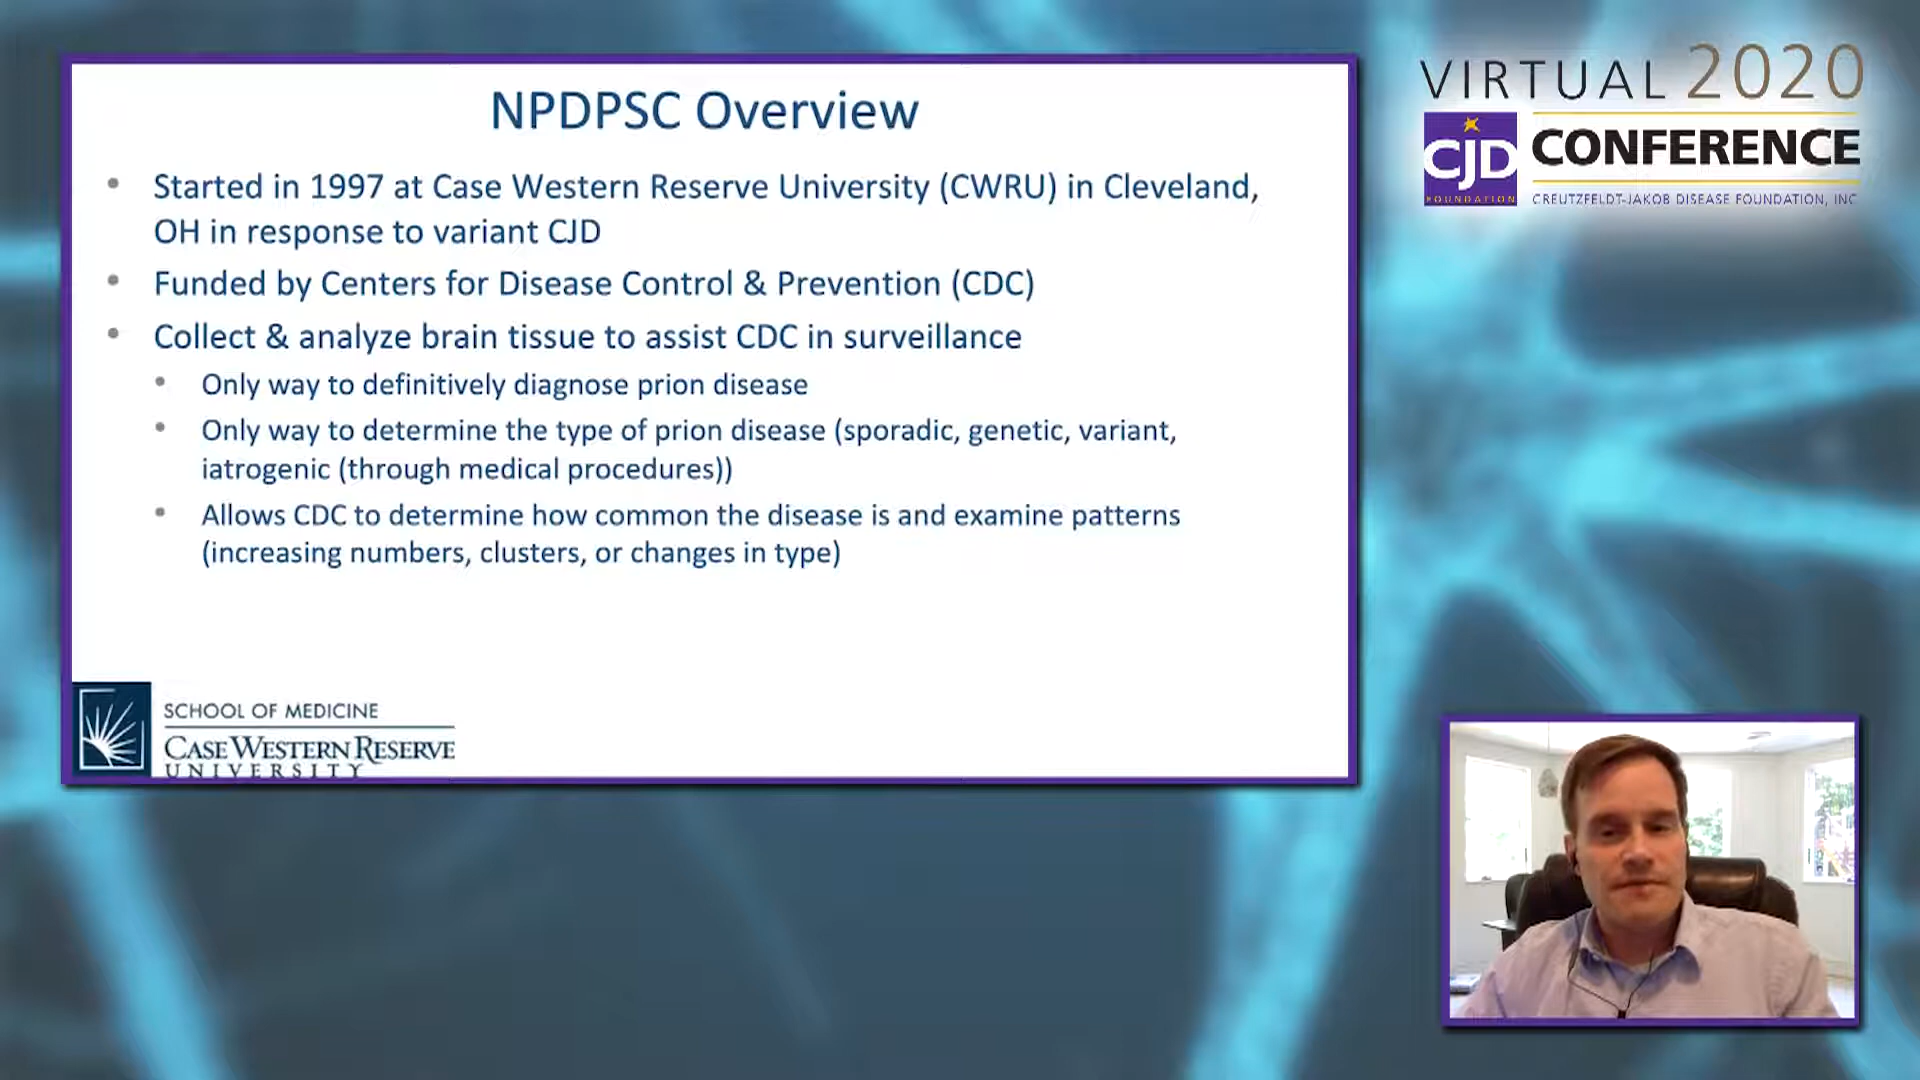 NPDPSC Overview
Started in 1997 at Case Western Reserve University (CWRU) in Cleveland,
OH in response to variant CJD
Funded by Centers for Disease Control & Prevention (CDC)
Collect & analyze brain tissue to assist CDC in surveillance
Only way to definitively diagnose prion disease
Only way to determine the type of prion disease (sporadic, genetic, variant,
iatrogenic (through medical procedures))
Allows CDC to determine how common the disease is and examine patterns
(increasing numbers, clusters, or changes in type)
SCHOOL OF MEDICINE
CASE WESTERN RESERVE
UNIVERSITY
VIRTUAL 2020
CJD
FOUNDATION
CONFERENCE
CREUTZFELDT-JAKOB DISEASE FOUNDATION, INC